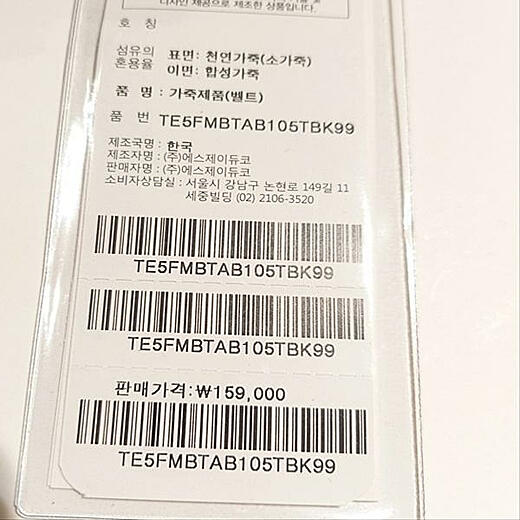 디자인 제공으로 제조한 상품입니다.
호 칭
섬유의 표면: 천연가죽(소가죽)
혼용율 이면: 합성가죽
품 명 : 가죽제품(벨트)
품 번 TE5FMBTAB105TBK99
제조국명 : 한국
제조자명 : (주)에스제이듀코
판매자명 : (주)에스제이듀코
소비자상담실 : 서울시 강남구 논현로 149길 11
세중빌딩 (02) 2106-3520
TE5FMBTAB105TBK99
TE5FMBTAB105TBK99
판매가격:₩159,000
TE5FMBTAB105TBK99